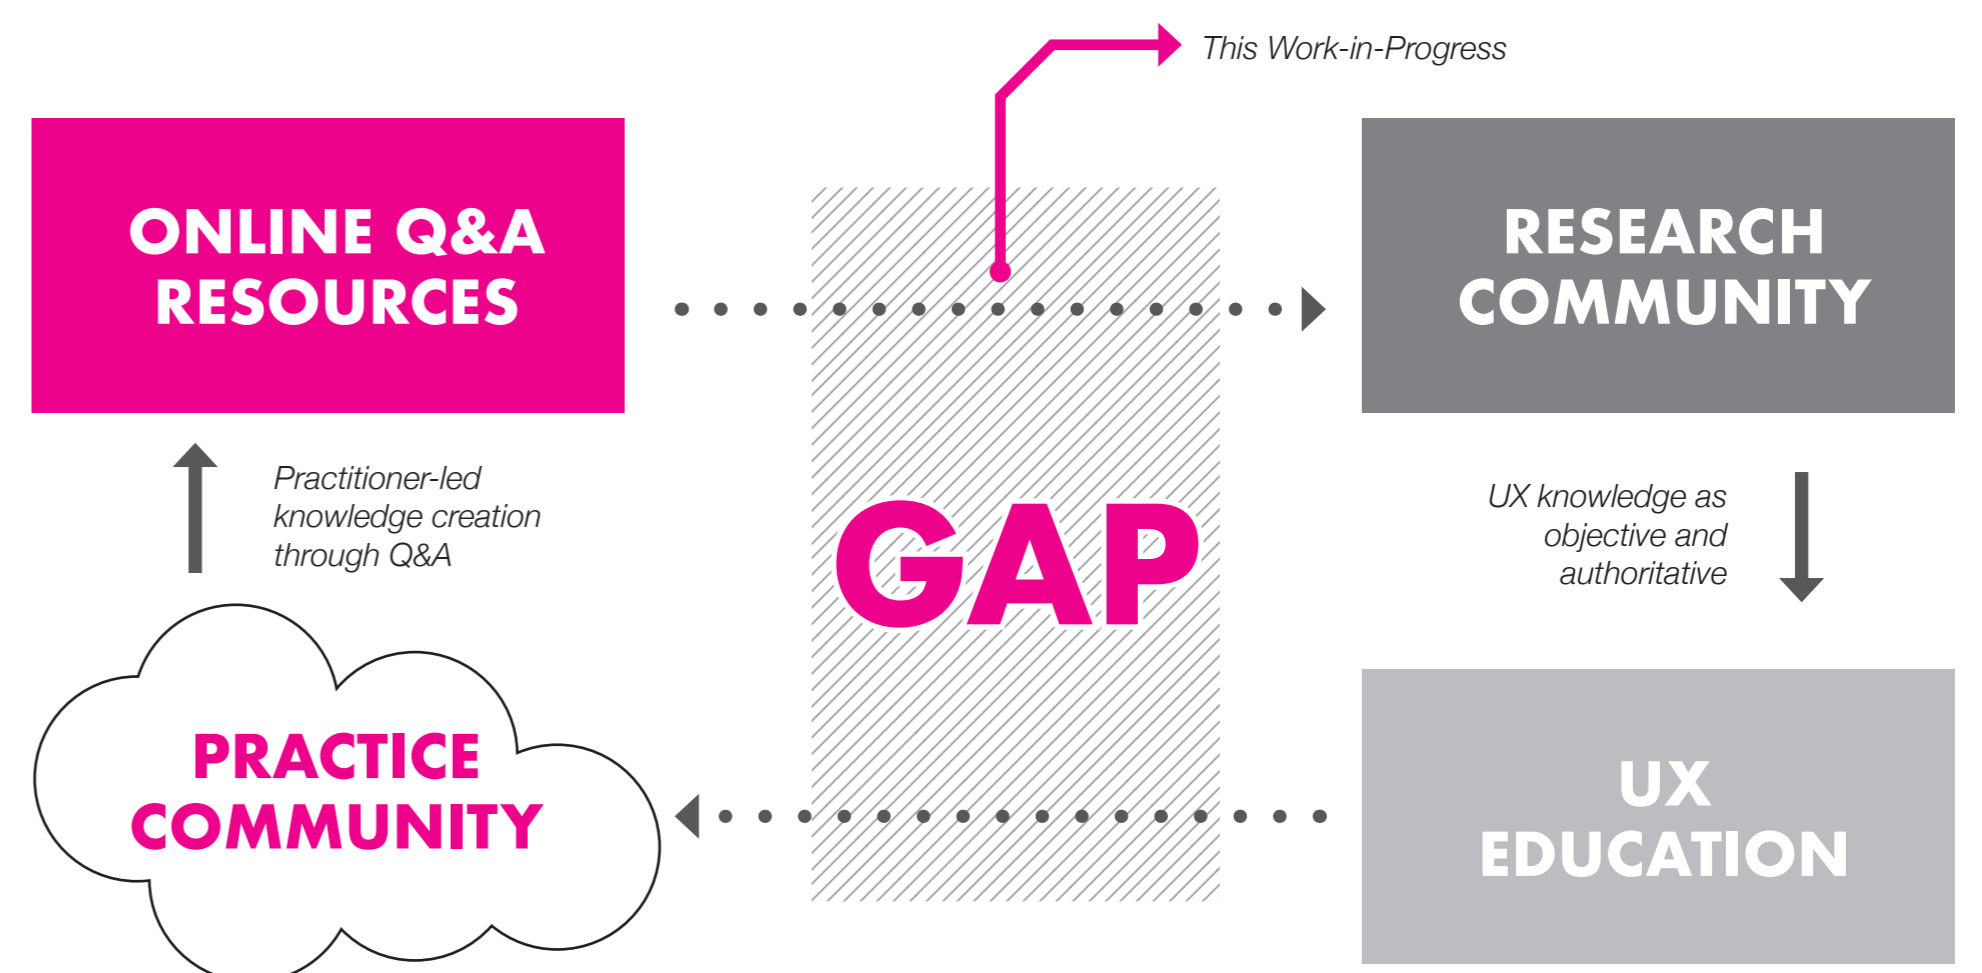 This Work-in-Progress
ONLINE Q&A
RESOURCES
RESEARCH
COMMUNITY
Practitioner-led
knowledge creation
through Q&A
GAP
UX knowledge as
objective and
authoritative
PRACTICE
COMMUNITY
UX
EDUCATION